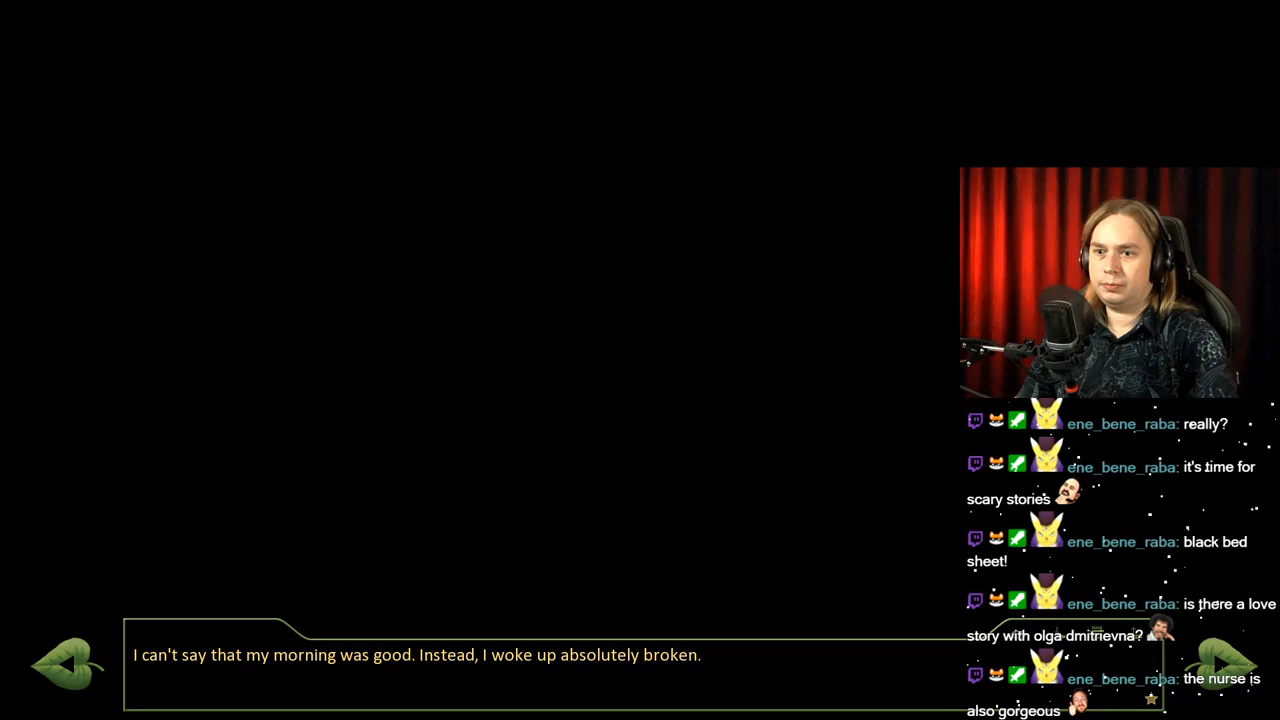 ene_bene_raba: really?
ene_bene_raba: it's time for
scary stories
ene_bene_raba: black bed
sheet!
ene_bene_raba: is there a love
story with olga dmitrievna?
ene_bene_raba: the nurse is
also gorgeous
I can't say that my morning was good. Instead, I woke up absolutely broken.